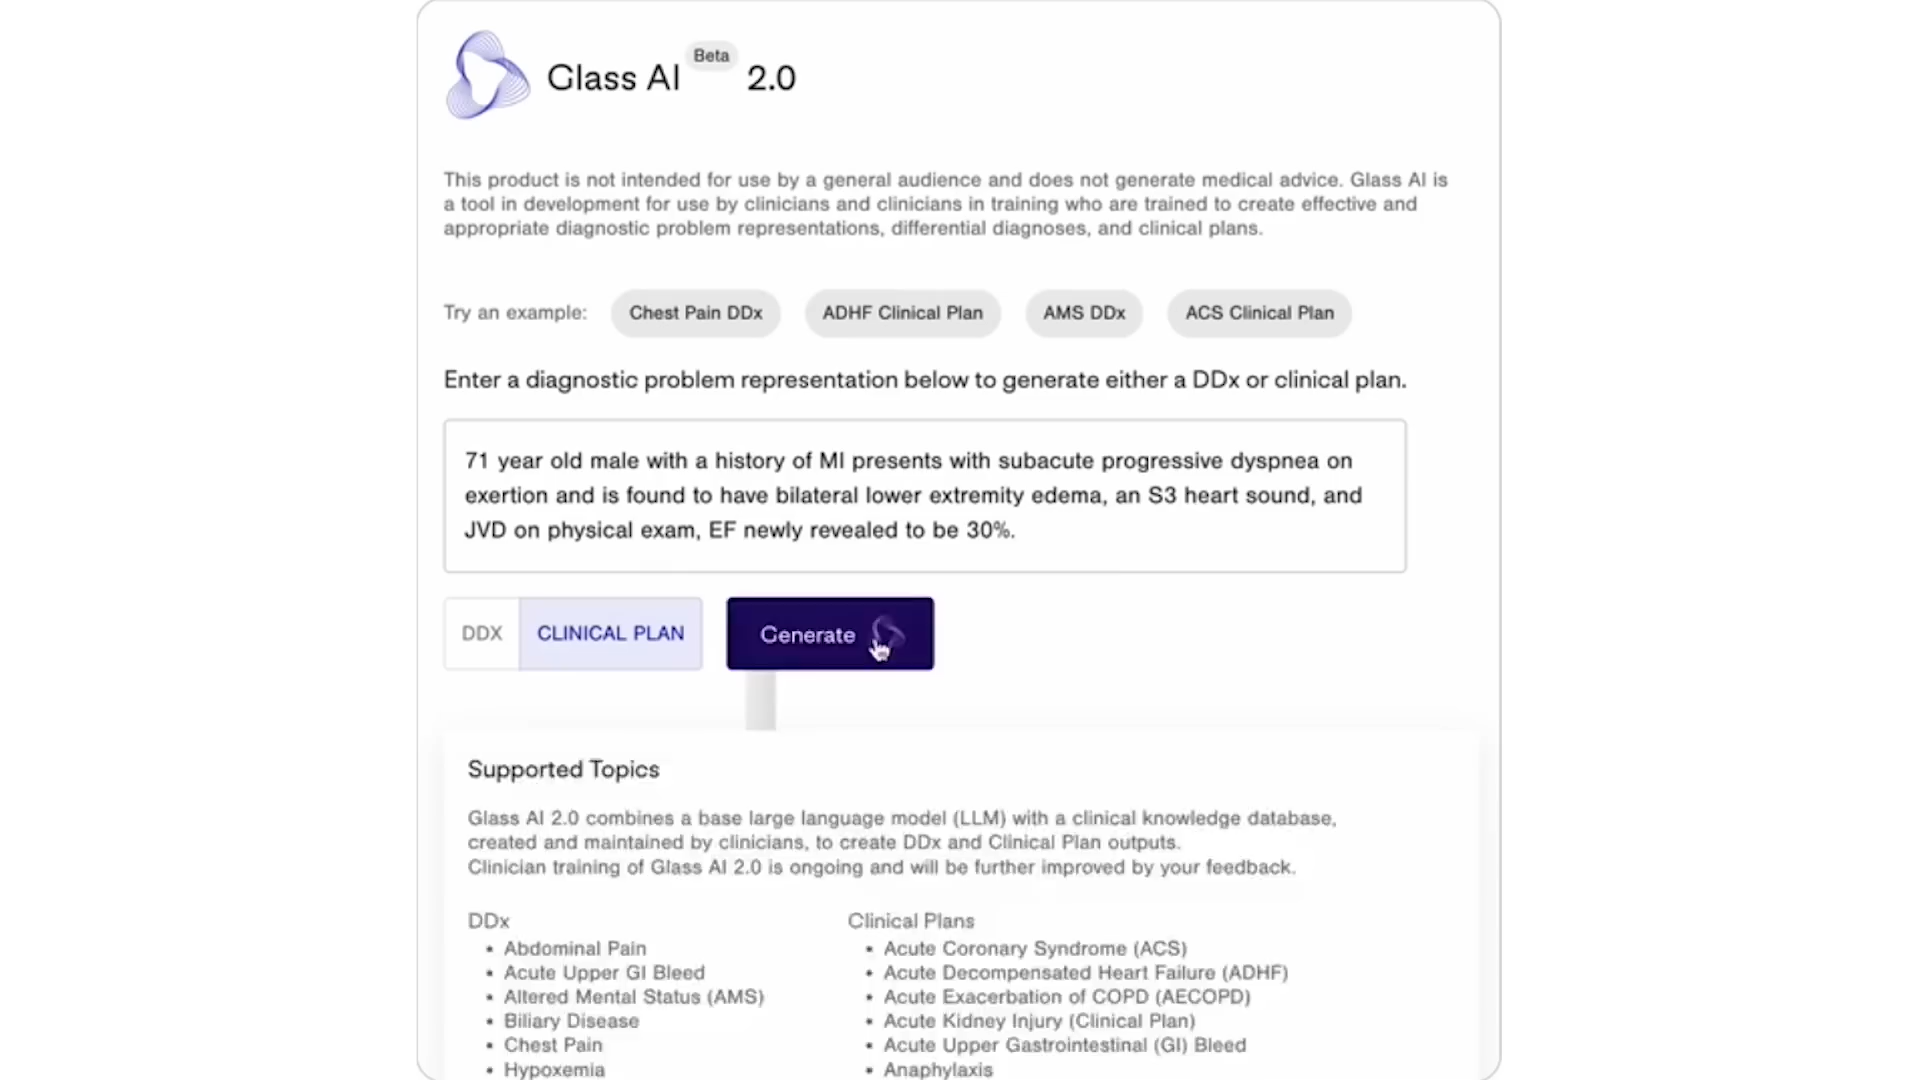 Glass AI Beta 2.0
This product is not intended for use by a general audience and does not generate medical advice. Glass AI is
a tool in development for use by clinicians and clinicians in training who are trained to create effective and
appropriate diagnostic problem representations, differential diagnoses, and clinical plans.
Try an example: Chest Pain DDx ADHF Clinical Plan AMS DDx ACS Clinical Plan
Enter a diagnostic problem representation below to generate either a DDx or clinical plan.
71 year old male with a history of MI presents with subacute progressive dyspnea on
exertion and is found to have bilateral lower extremity edema, an S3 heart sound, and
JVD on physical exam, EF newly revealed to be 30%.
DDX CLINICAL PLAN Generate
Supported Topics
Glass AI 2.0 combines a base large language model (LLM) with a clinical knowledge database,
created and maintained by clinicians, to create DDx and Clinical Plan outputs.
Clinician training of Glass AI 2.0 is ongoing and will be further improved by your feedback.
DDx
• Abdominal Pain
• Acute Upper GI Bleed
• Altered Mental Status (AMS)
• Biliary Disease
• Chest Pain
• Hypoxemia
Clinical Plans
• Acute Coronary Syndrome (ACS)
• Acute Decompensated Heart Failure (ADHF)
• Acute Exacerbation of COPD (AECOPD)
• Acute Kidney Injury (Clinical Plan)
• Acute Upper Gastrointestinal (GI) Bleed
• Anaphylaxis